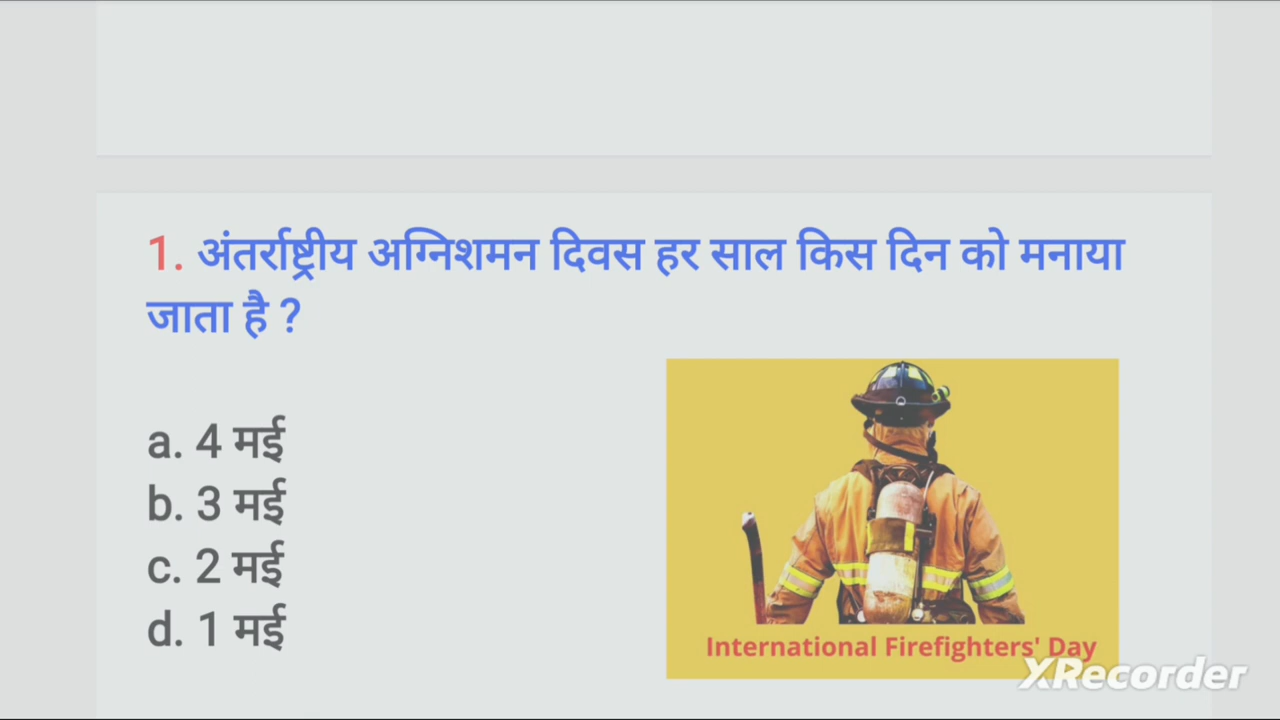 1. अंतर्राष्ट्रीय अग्निशमन दिवस हर साल किस दिन को मनाया
जाता है ?
a. 4 मई
b. 3 मई
c. 2 मई
d. 1 मई
International Firefighters' Day
XRecorder